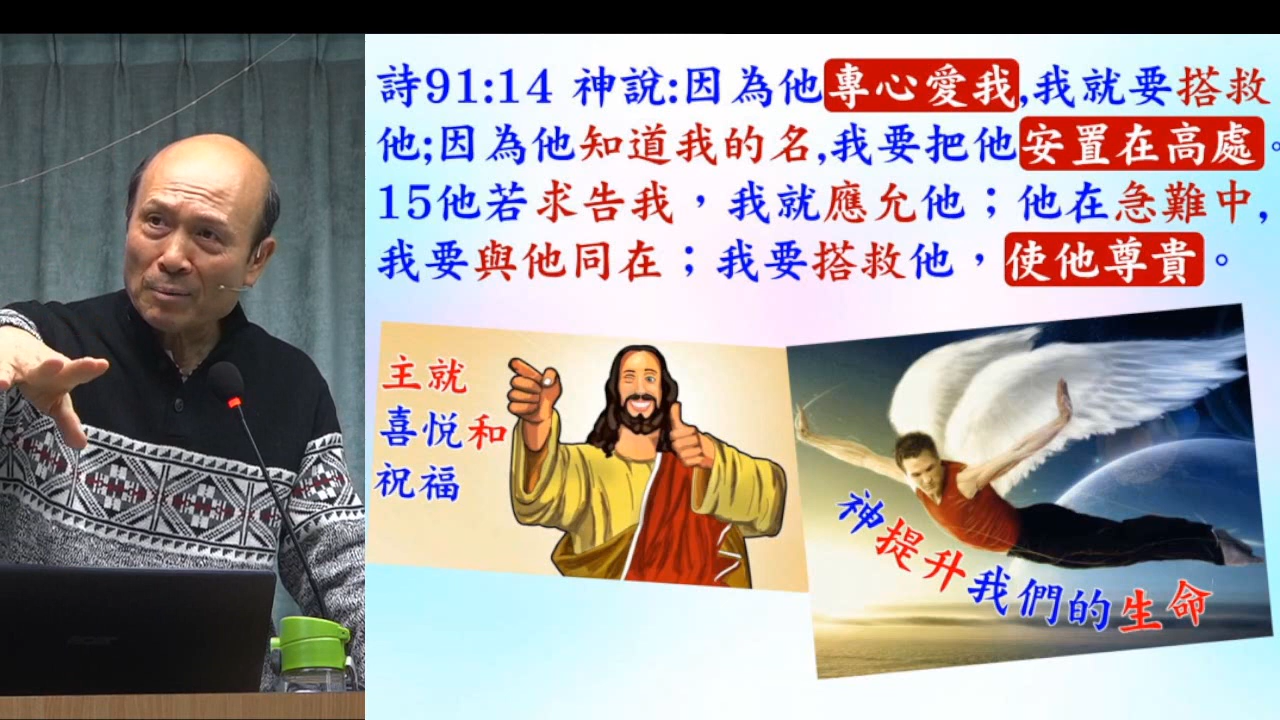 詩91:14 神說:因為他專心愛我,我就要搭救
他;因為他知道我的名,我要把他安置在高處。
15他若求告我，我就應允他；他在急難中,
我要與他同在；我要搭救他，使他尊貴。
主就
喜悅和
祝福
神提升我們的生命